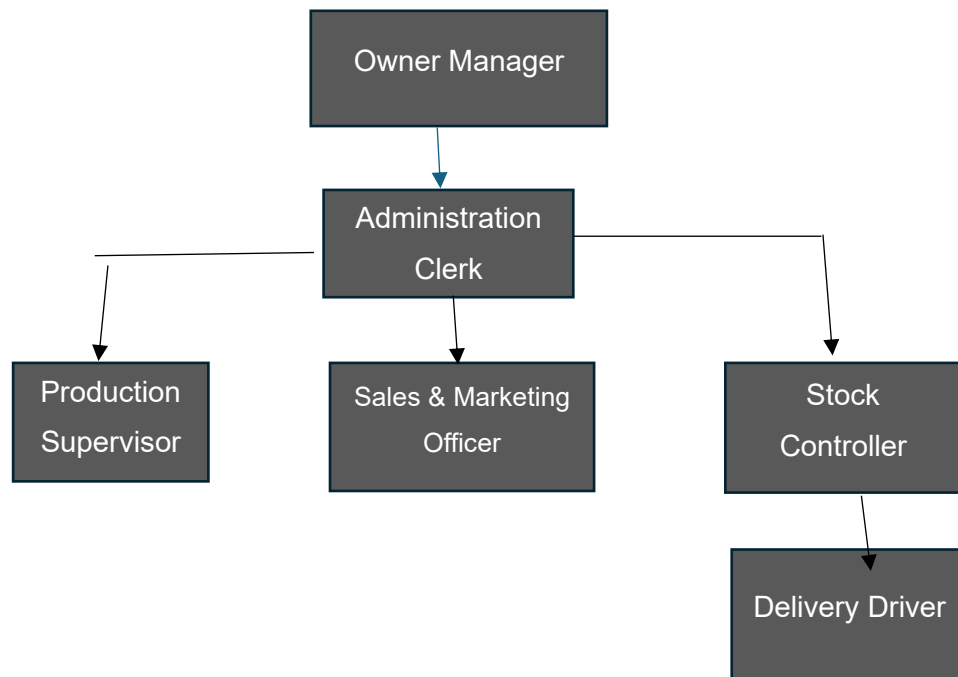 Owner Manager
Administration
Clerk
Production
Supervisor
Sales & Marketing
Officer
Stock
Controller
Delivery Driver